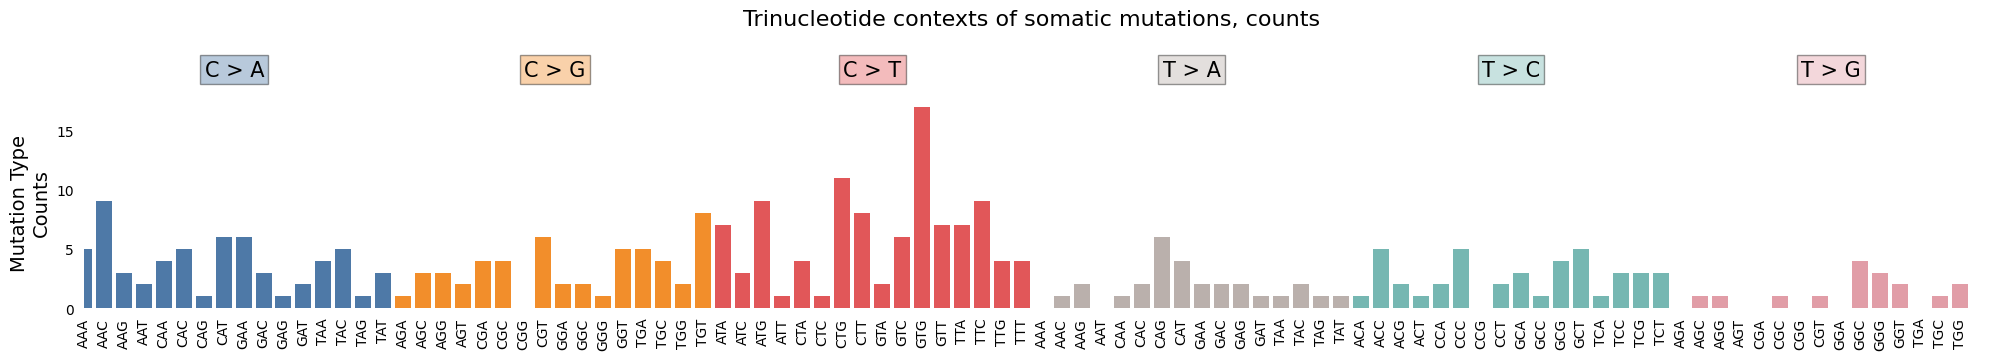 Trinucleotide contexts of somatic mutations, counts
C > A C > G C > T T > A T > C T > G
Mutation Type
Counts
15
10
5
0
AAA AAC AAG AAT CAA CAC CAG CAT GAA GAC GAG GAT TAA TAC TAG TAT AGA AGC AGG AGT CGA CGC CGG CGT GGA GGC GGG GGT TGA TGC TGG TGT ATA ATC ATG ATT CTA CTC CTG CTT GTA GTC GTG GTT TTA TTC TTG TTT AAA AAC AAG AAT CAA CAC CAG CAT GAA GAC GAG GAT TAA TAC TAG TAT ACA ACC ACG ACT CCA CCC CCG CCT GCA GCC GCG GCT TCA TCC TCG TCT AGA AGC AGG AGT CGA CGC CGG CGT GGA GGC GGG GGT TGA TGC TGG